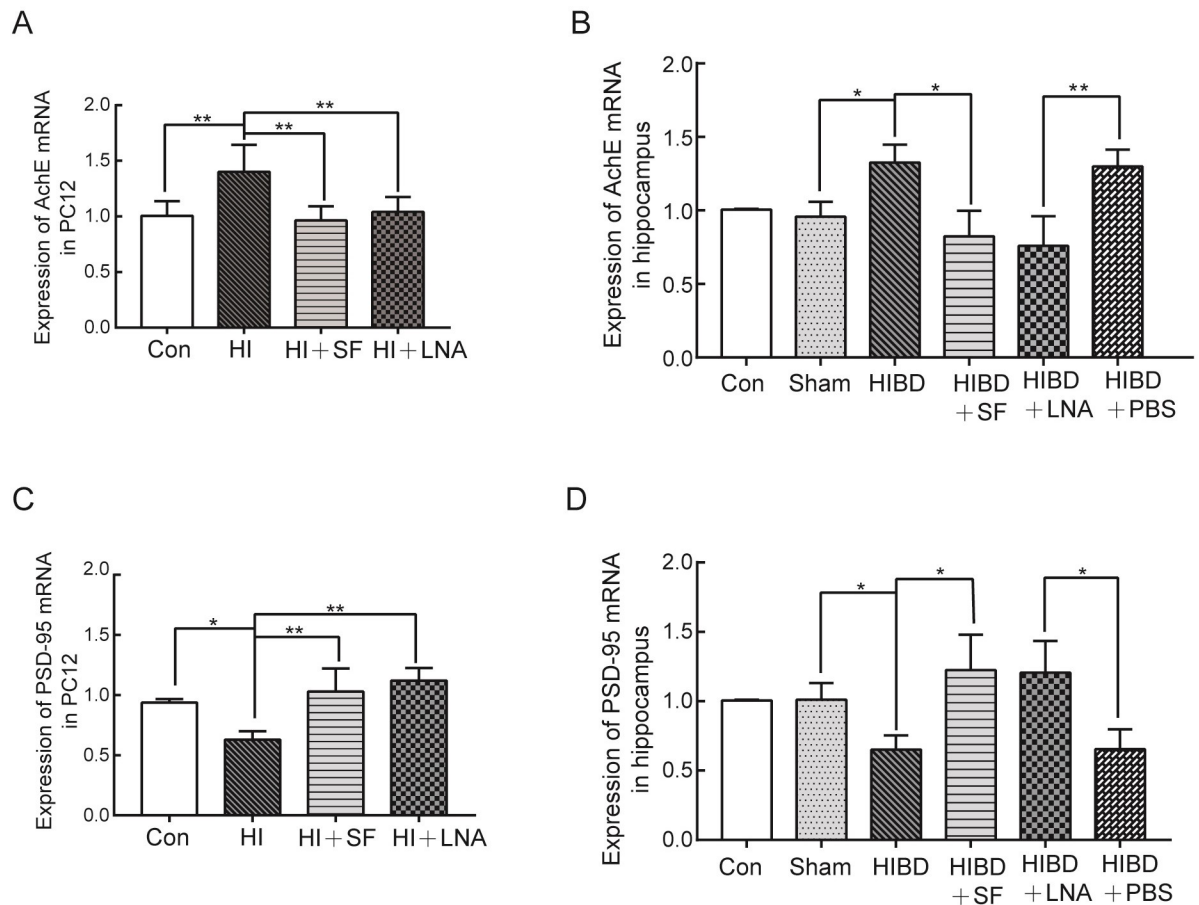 A
Expression of AchE mRNA
in PC12
2.0
1.5
1.0
0.5
0.0
**
**
**
Con HI HI+SF HI+LNA
B
Expression of AchE mRNA
in hippocampus
2.0
1.5
1.0
0.5
0.0
*
*
**
Con Sham HIBD HIBD HIBD HIBD
+SF +LNA +PBS
C
Expression of PSD-95 mRNA
in PC12
2.0
1.5
1.0
0.5
0.0
*
**
**
Con HI HI+SF HI+LNA
D
Expression of PSD-95 mRNA
in hippocampus
2.0
1.5
1.0
0.5
0.0
*
*
*
Con Sham HIBD HIBD HIBD HIBD
+SF +LNA +PBS